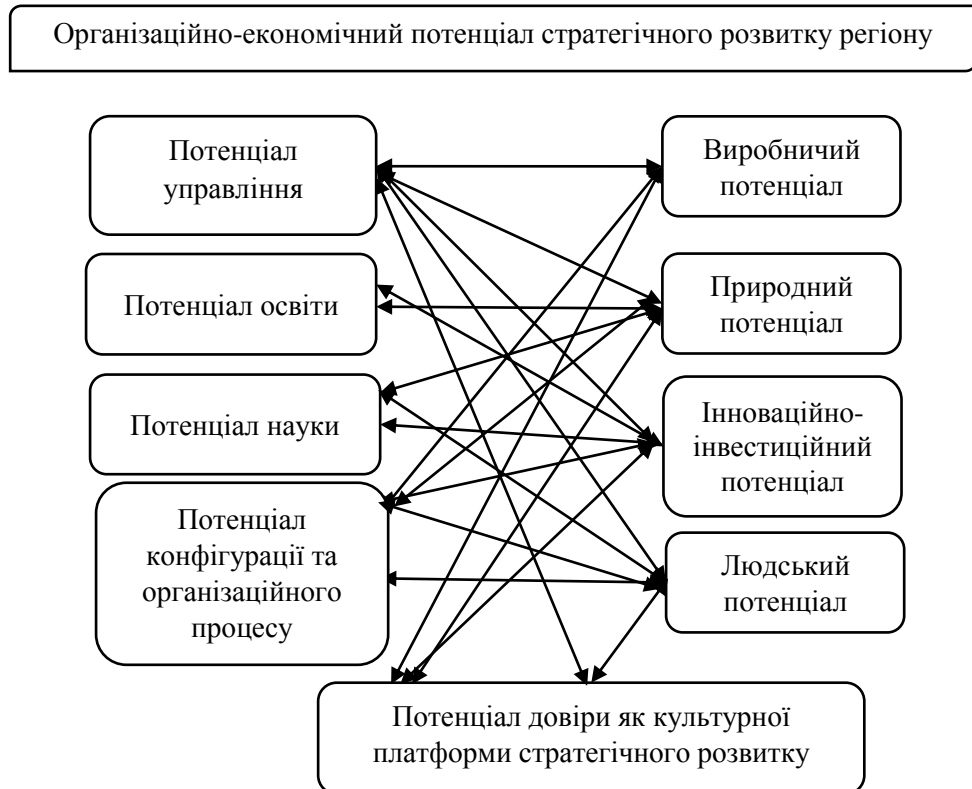 Організаційно-економічний потенціал стратегічного розвитку регіону
Потенціал
управління
Потенціал освіти
Потенціал науки
Потенціал
конфігурації та
організаційного
процесу
Виробничий
потенціал
Природний
потенціал
Інноваційно-
інвестиційний
потенціал
Людський
потенціал
Потенціал довіри як культурної
платформи стратегічного розвитку